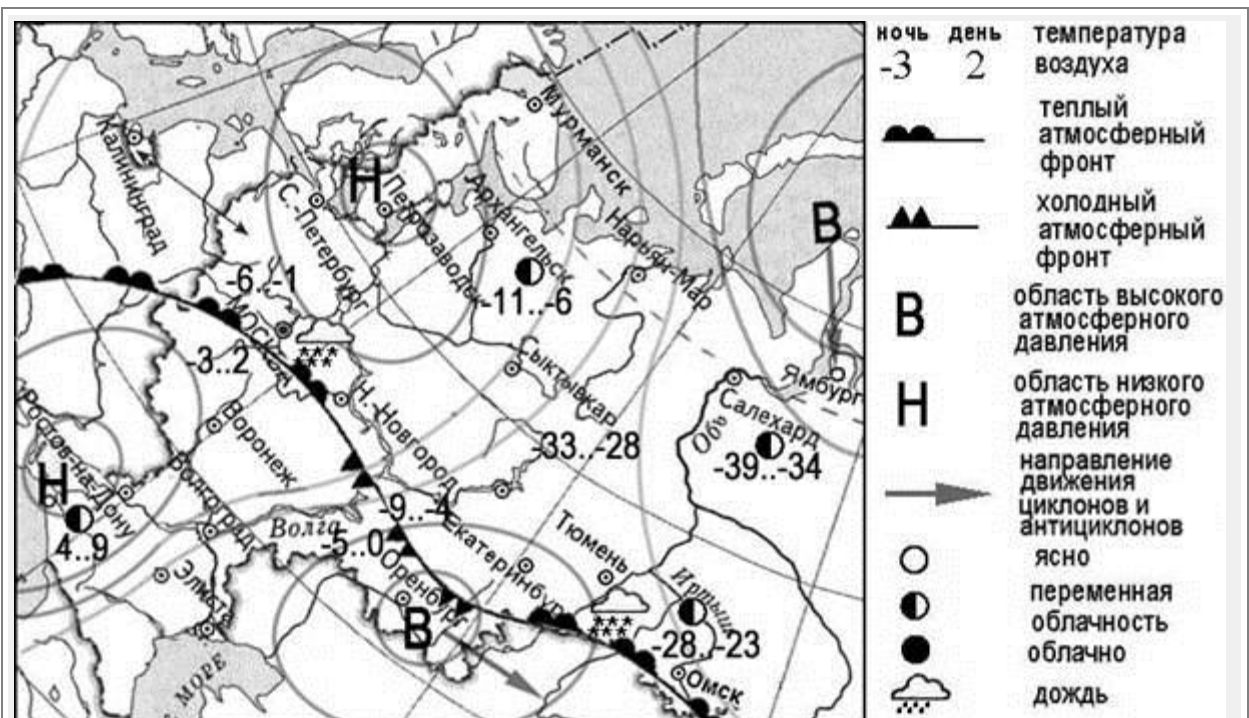 Калининград
Мурманск
Н
С.-Петербург
Петрозаводск
Архангельск
Нарьян-Мар
В
-6..-1
-11..-6
Москва
-3..2
Сыктывкар
Ямбург
Н.-Новгород
Салехард
Обь
Ростов-на-Дону
Воронеж
-33..-28
-39..-34
Н
Волгоград
-9..-4
4..9
Волга
-5..0
Екатеринбург
Тюмень
Оренбург
Иртыш
Элиста
В
-28..-23
МОРЕ
Омск
ночь день температура
-3 2 воздуха
теплый
атмосферный
фронт
холодный
атмосферный
фронт
В
область высокого
атмосферного
давления
Н
область низкого
атмосферного
давления
направление
движения
циклонов и
антициклонов
ясно
переменная
облачность
облачно
дождь